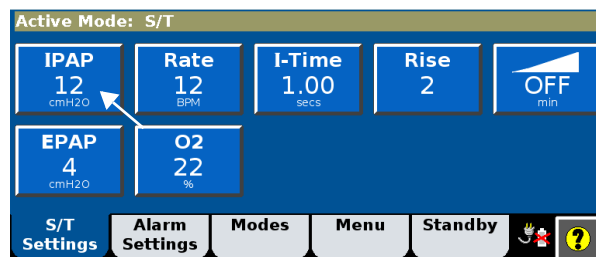 Active Mode: S/T
IPAP
12
cmH2O
Rate
12
BPM
I-Time
1.00
secs
Rise
2
OFF
min
EPAP
4
cmH2O
O2
22
%
S/T
Settings
Alarm
Settings
Modes
Menu
Standby
?